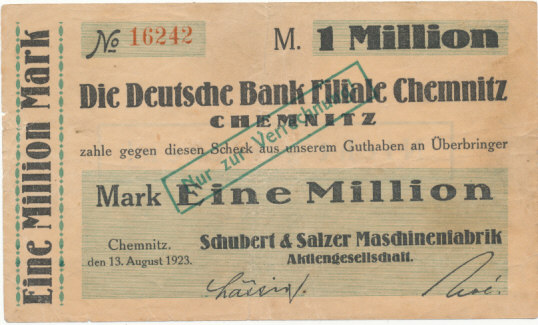 Eine Million Mark
No 16242
M. 1 Million
Die Deutsche Bank Filiale Chemnitz
CHEMNITZ
zahle gegen diesen Scheck aus unserem Guthaben an Überbringer
Nur zur Verrechnung
Mark Eine Million
Chemnitz.
den 13. August 1923.
Schubert & Salzer Maschinenfabrik
Aktiengesellschaft.